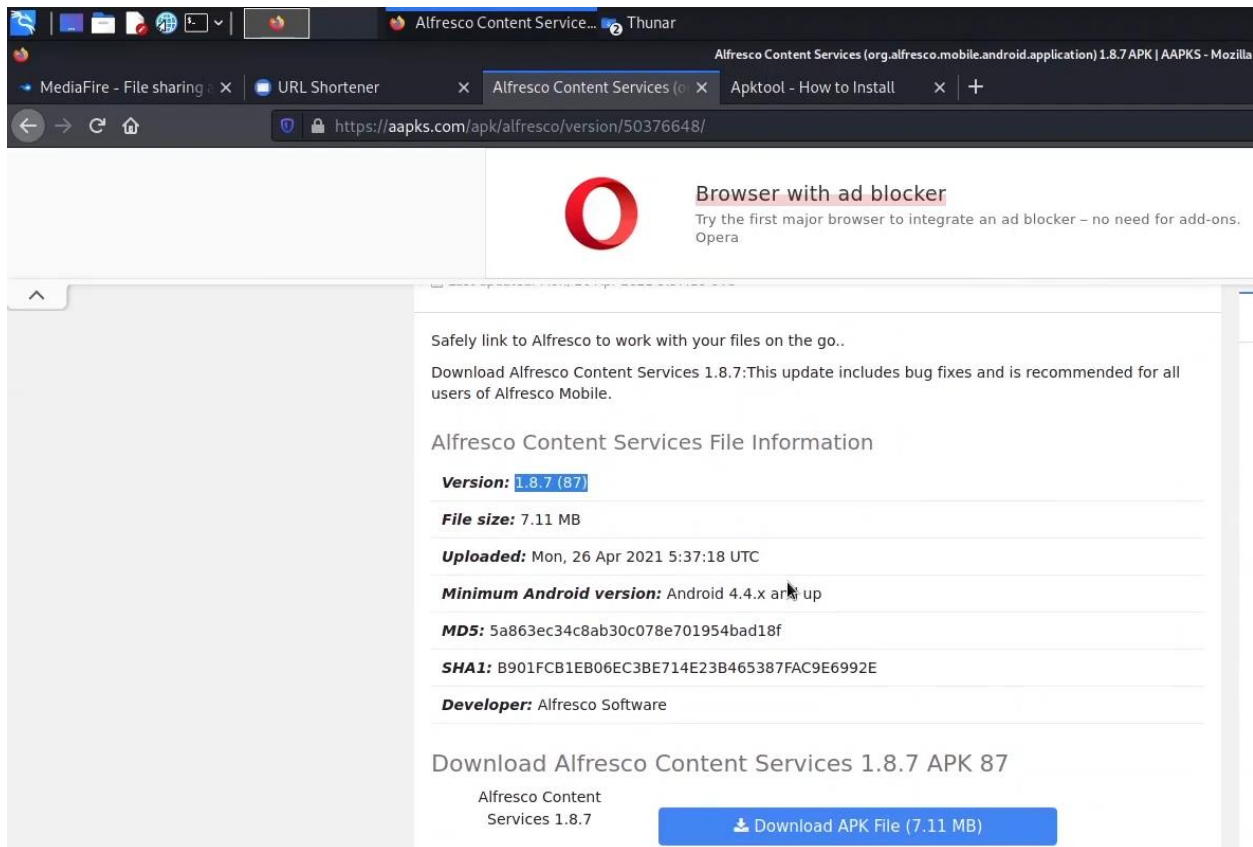 Alfresco Content Service... 2 Thunar
Alfresco Content Services (org.alfresco.mobile.android.application) 1.8.7 APK | AAPKS - Mozilla
MediaFire - File sharing
URL Shortener
Alfresco Content Services (o
Apktool - How to Install
https://aapks.com/apk/alfresco/version/50376648/
Browser with ad blocker
Try the first major browser to integrate an ad blocker – no need for add-ons.
Opera
Safely link to Alfresco to work with your files on the go..
Download Alfresco Content Services 1.8.7:This update includes bug fixes and is recommended for all
users of Alfresco Mobile.
Alfresco Content Services File Information
Version: 1.8.7 (87)
File size: 7.11 MB
Uploaded: Mon, 26 Apr 2021 5:37:18 UTC
Minimum Android version: Android 4.4.x and up
MD5: 5a863ec34c8ab30c078e701954bad18f
SHA1: B901FCB1EB06EC3BE714E23B465387FAC9E6992E
Developer: Alfresco Software
Download Alfresco Content Services 1.8.7 APK 87
Alfresco Content
Services 1.8.7
Download APK File (7.11 MB)